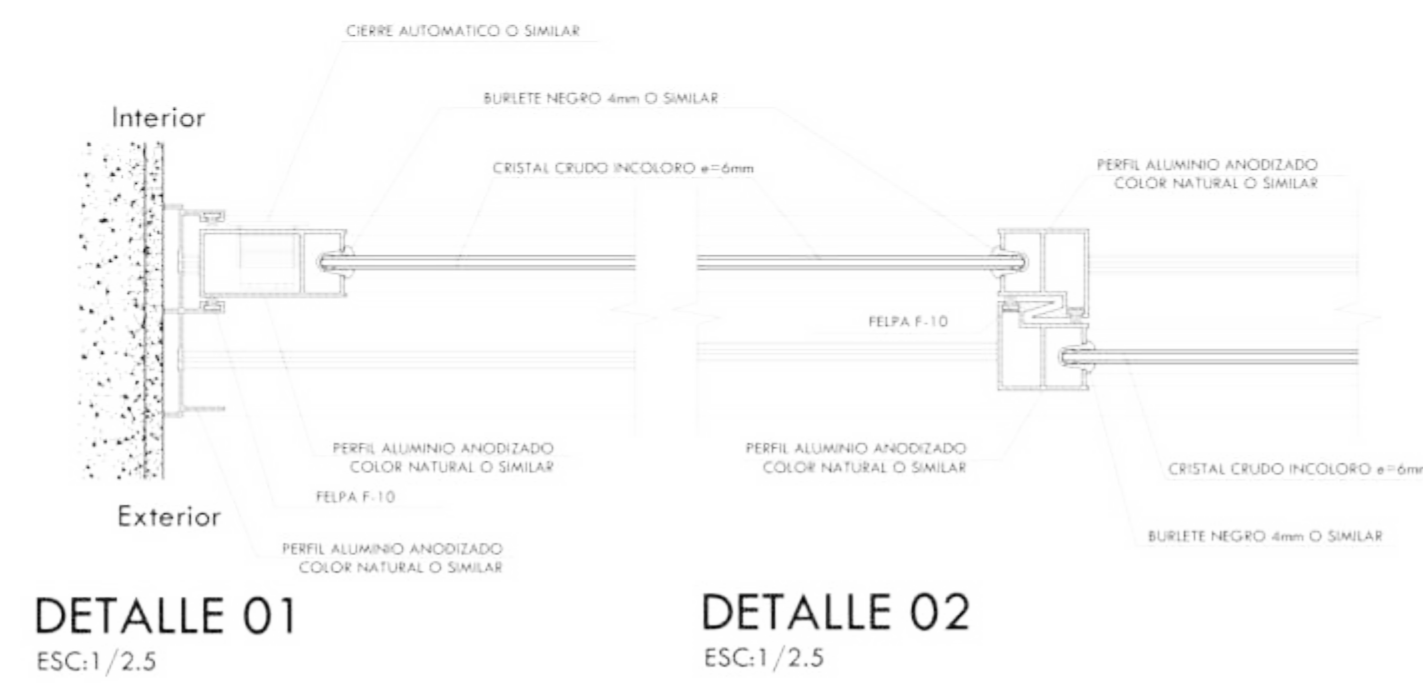 CIERRE AUTOMATICO O SIMILAR
BURLETE NEGRO 4mm O SIMILAR
Interior
CRISTAL CRUDO INCOLORO e=6mm
PERFIL ALUMINIO ANODIZADO
COLOR NATURAL O SIMILAR
FELPA F-10
PERFIL ALUMINIO ANODIZADO
COLOR NATURAL O SIMILAR
FELPA F-10
Exterior
PERFIL ALUMINIO ANODIZADO
COLOR NATURAL O SIMILAR
PERFIL ALUMINIO ANODIZADO
COLOR NATURAL O SIMILAR
CRISTAL CRUDO INCOLORO e=6mm
BURLETE NEGRO 4mm O SIMILAR
DETALLE 01
ESC:1/2.5
DETALLE 02
ESC:1/2.5